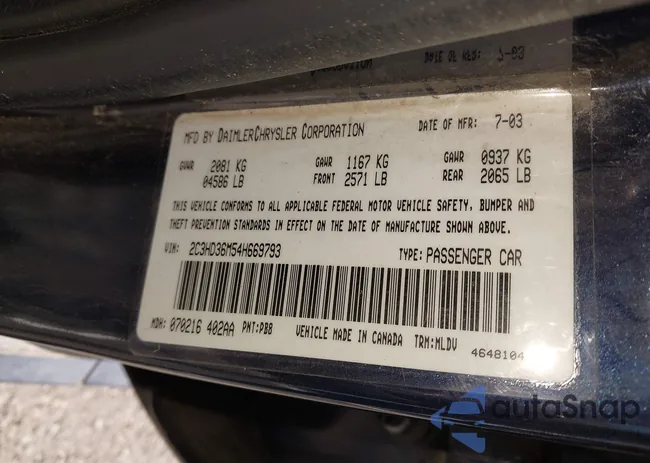 DATE OF MFR: 7-03
MFD BY DAIMLERCHRYSLER CORPORATION
GVWR 2081 KG GAWR 1167 KG GAWR 0937 KG
04586 LB FRONT 2571 LB REAR 2065 LB
THIS VEHICLE CONFORMS TO ALL APPLICABLE FEDERAL MOTOR VEHICLE SAFETY, BUMPER AND
THEFT PREVENTION STANDARDS IN EFFECT ON THE DATE OF MANUFACTURE SHOWN ABOVE.
VIN: 2C3HD36M54H669793 TYPE: PASSENGER CAR
MDH: 070216 402AA PNT:PB8 VEHICLE MADE IN CANADA TRM:MLDV
4648104
autoSnap